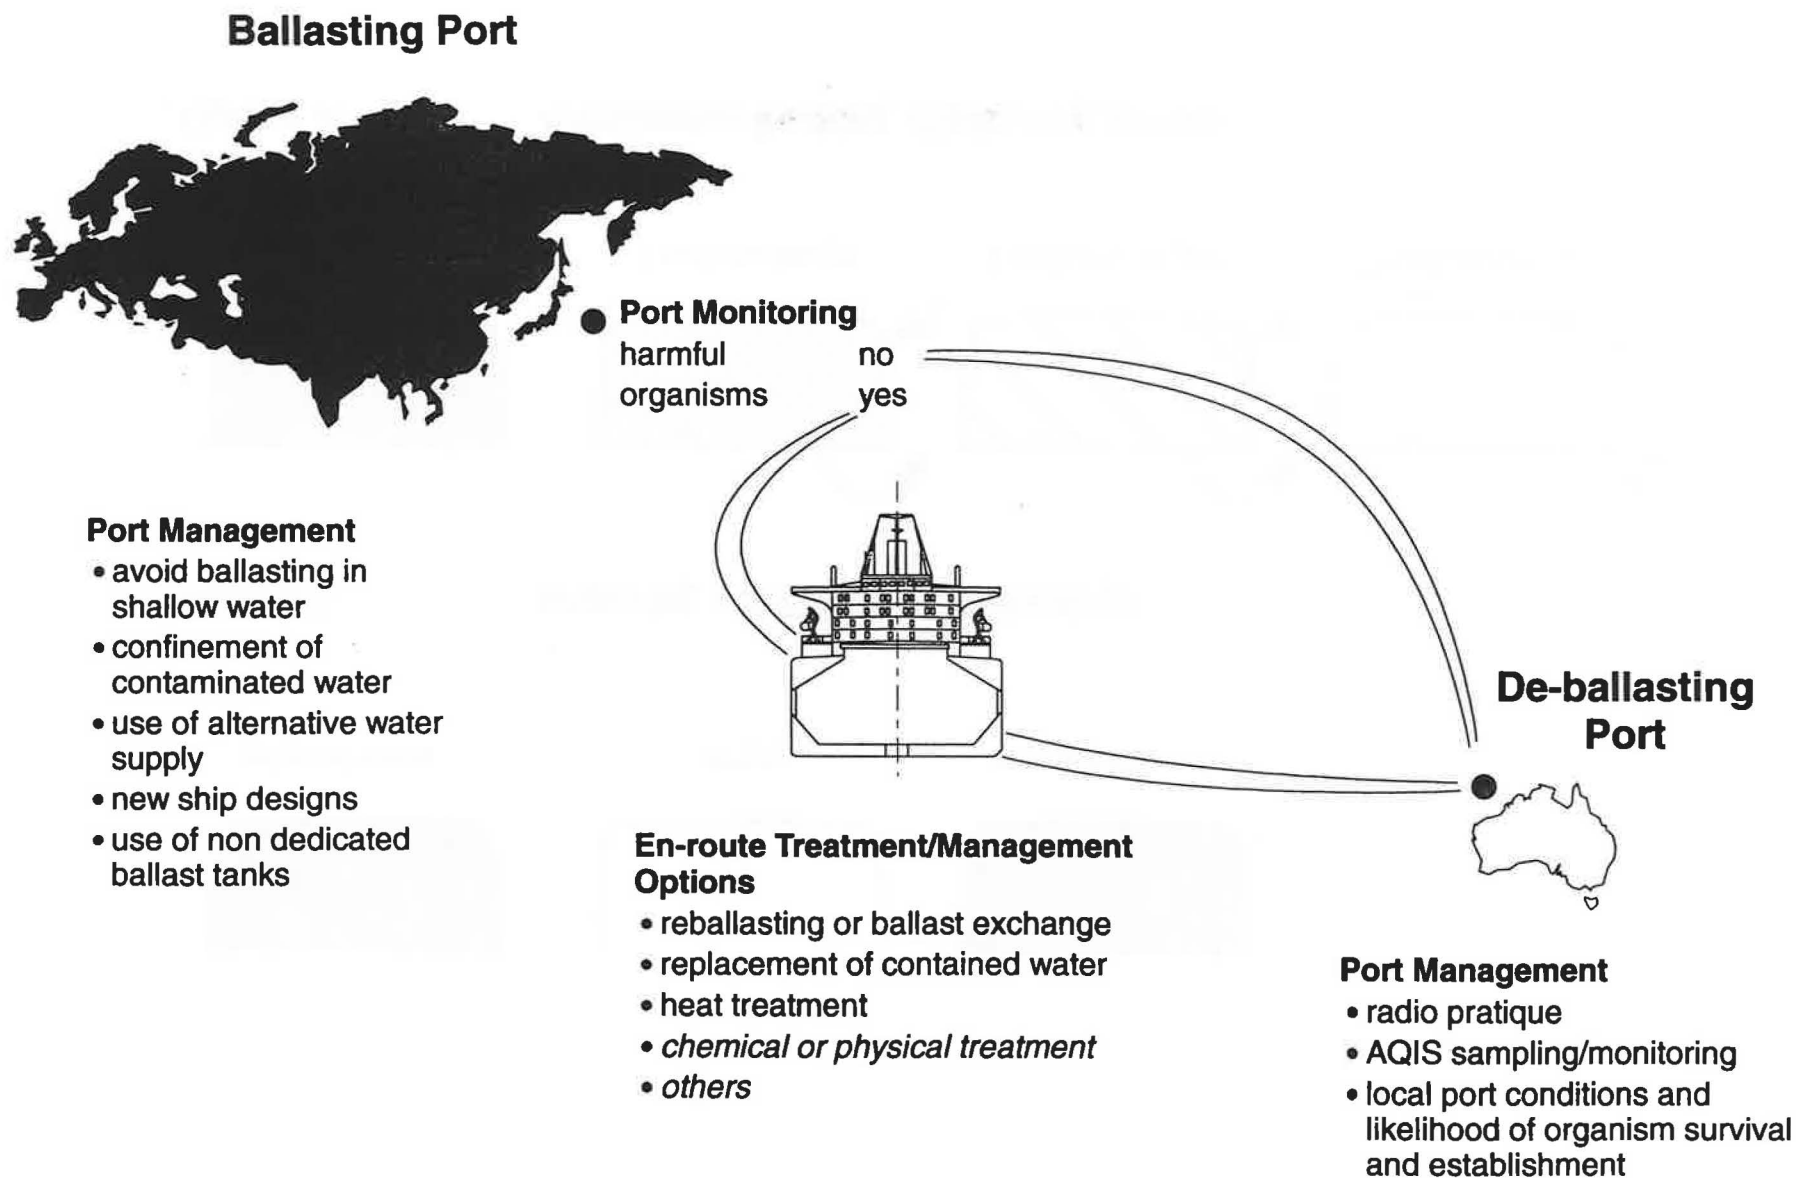 Ballasting Port
Port Monitoring
harmful no
organisms yes
Port Management
• avoid ballasting in
shallow water
• confinement of
contaminated water
• use of alternative water
supply
• new ship designs
• use of non dedicated
ballast tanks
De-ballasting
Port
En-route Treatment/Management
Options
• reballasting or ballast exchange
• replacement of contained water
• heat treatment
• chemical or physical treatment
• others
Port Management
• radio pratique
• AQIS sampling/monitoring
• local port conditions and
likelihood of organism survival
and establishment